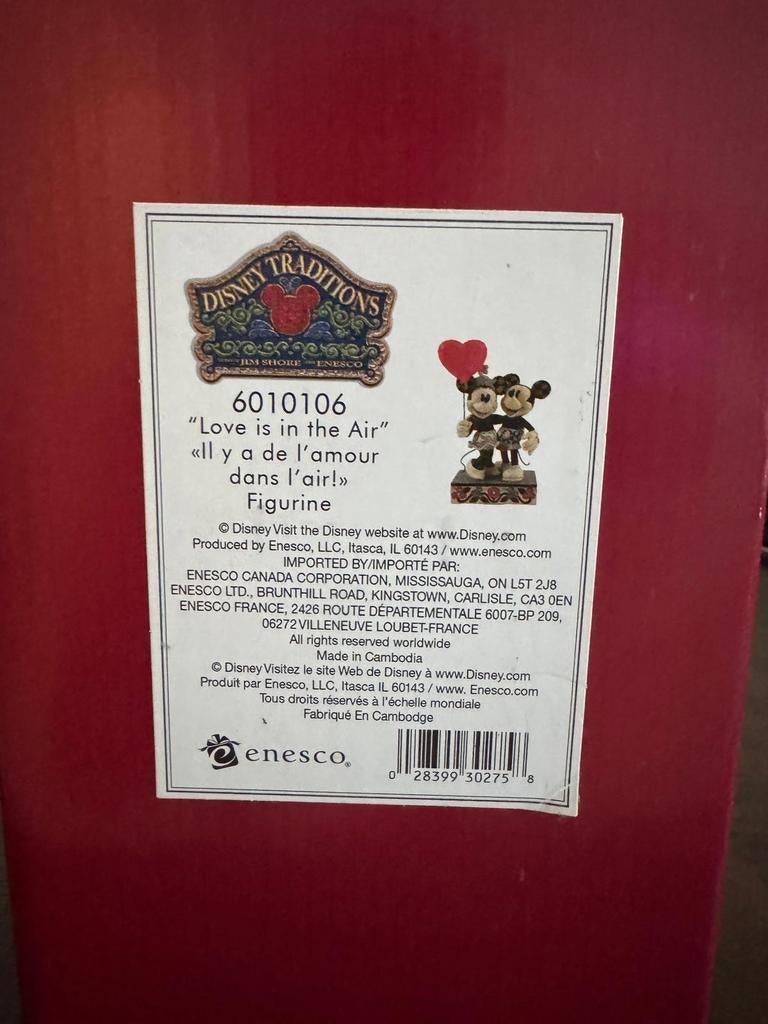 DISNEY TRADITIONS
JIM SHORE ENESCO
6010106
"Love is in the Air"
«Il y a de l'amour
dans l'air!»
Figurine
© Disney Visit the Disney website at www.Disney.com
Produced by Enesco, LLC, Itasca, IL 60143 / www.enesco.com
IMPORTED BY/IMPORTÉ PAR:
ENESCO CANADA CORPORATION, MISSISSAUGA, ON L5T 2J8
ENESCO LTD., BRUNTHILL ROAD, KINGSTOWN, CARLISLE, CA3 0EN
ENESCO FRANCE, 2426 ROUTE DÉPARTEMENTALE 6007-BP 209,
06272 VILLENEUVE LOUBET-FRANCE
All rights reserved worldwide
Made in Cambodia
© Disney Visitez le site Web de Disney à www.Disney.com
Produit par Enesco, LLC, Itasca IL 60143 / www. Enesco.com
Tous droits réservés à l'échelle mondiale
Fabriqué En Cambodge
enesco®
0 28399 30275 8